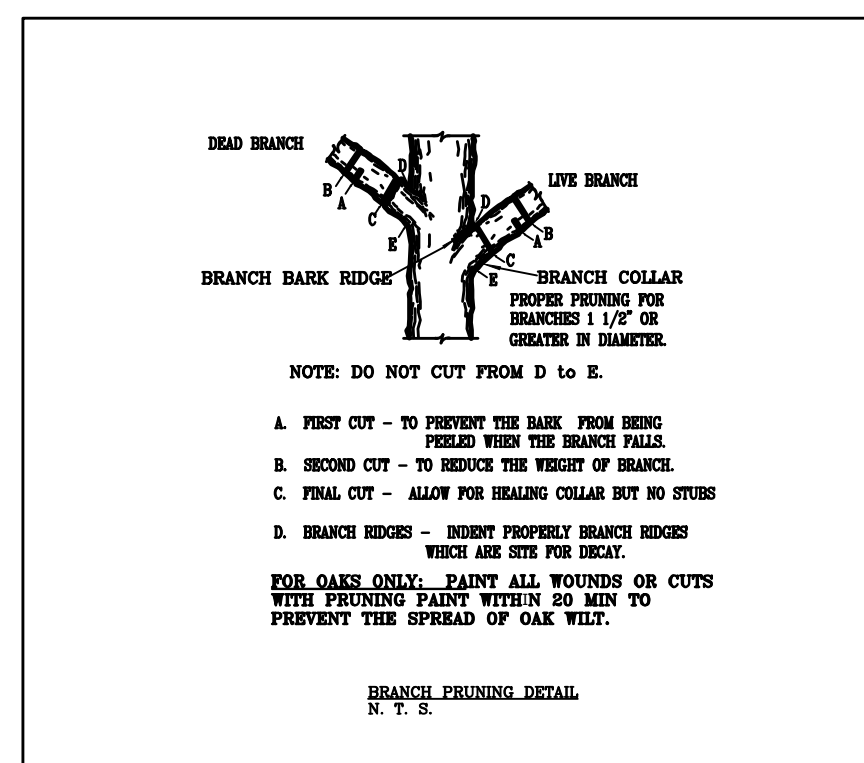 DEAD BRANCH
D
LIVE BRANCH
B
A
D
C
B
A
E
C
E
BRANCH BARK RIDGE
BRANCH COLLAR
PROPER PRUNING FOR
BRANCHES 1 1/2" OR
GREATER IN DIAMETER.
NOTE: DO NOT CUT FROM D to E.
A. FIRST CUT - TO PREVENT THE BARK FROM BEING
PEELED WHEN THE BRANCH FALLS.
B. SECOND CUT - TO REDUCE THE WEIGHT OF BRANCH.
C. FINAL CUT - ALLOW FOR HEALING COLLAR BUT NO STUBS
D. BRANCH RIDGES - INDENT PROPERLY BRANCH RIDGES
WHICH ARE SITE FOR DECAY.
FOR OAKS ONLY: PAINT ALL WOUNDS OR CUTS
WITH PRUNING PAINT WITHIN 20 MIN TO
PREVENT THE SPREAD OF OAK WILT.
BRANCH PRUNING DETAIL
N. T. S.